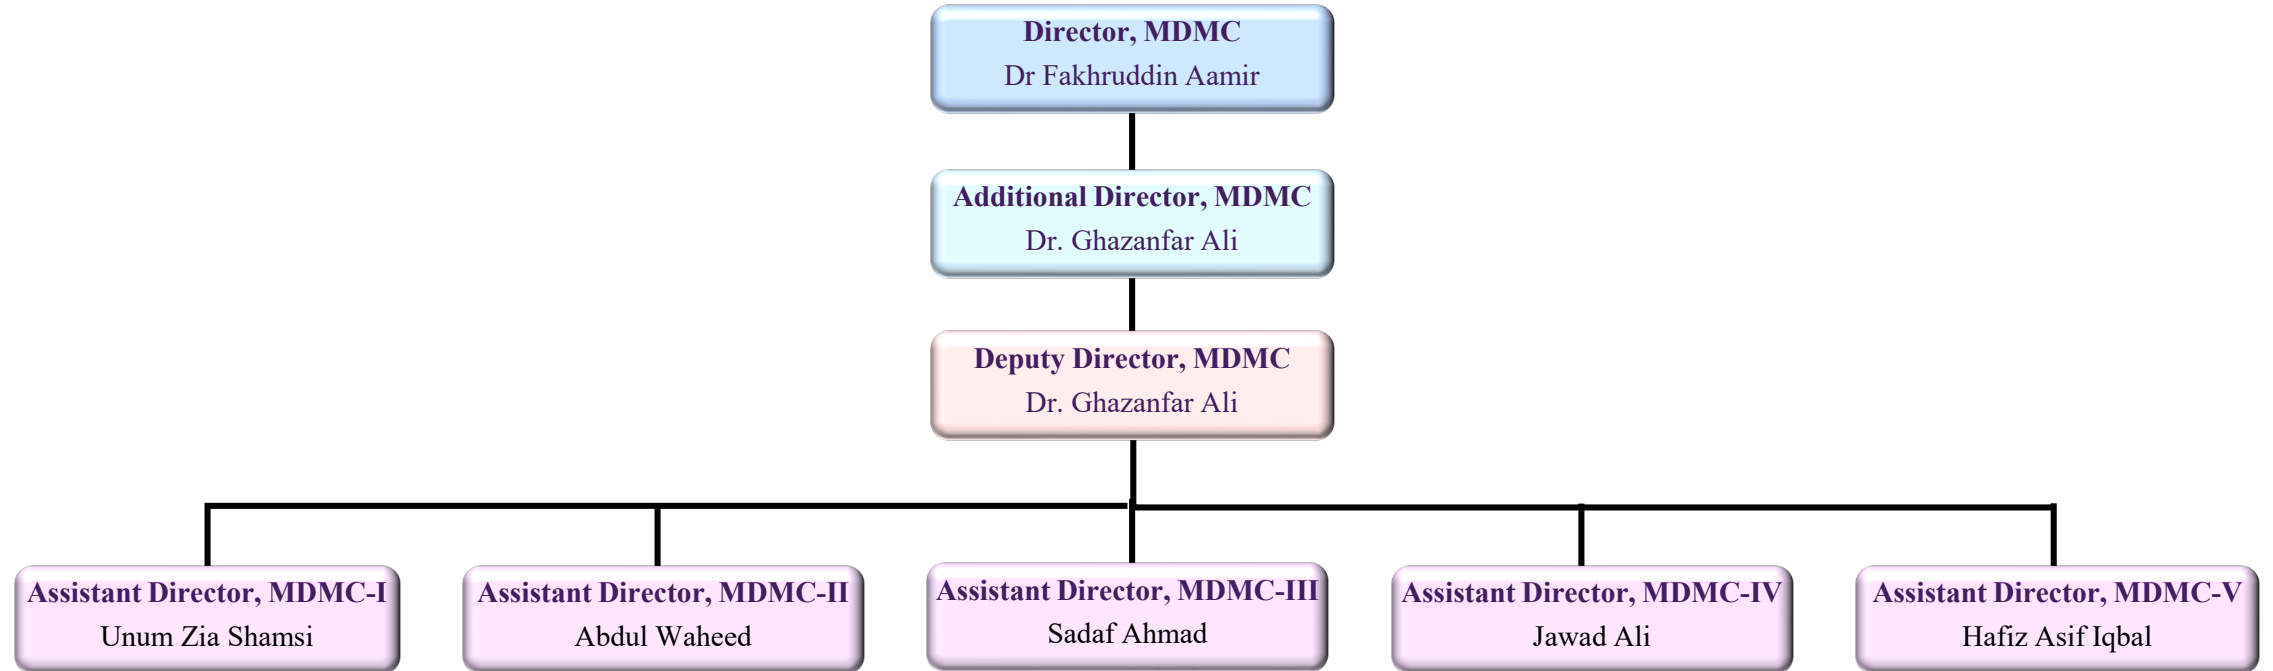 Director, MDMC
Dr Fakhruddin Aamir
Additional Director, MDMC
Dr. Ghazanfar Ali
Deputy Director, MDMC
Dr. Ghazanfar Ali
Assistant Director, MDMC-I
Unum Zia Shamsi
Assistant Director, MDMC-II
Abdul Waheed
Assistant Director, MDMC-III
Sadaf Ahmad
Assistant Director, MDMC-IV
Jawad Ali
Assistant Director, MDMC-V
Hafiz Asif Iqbal